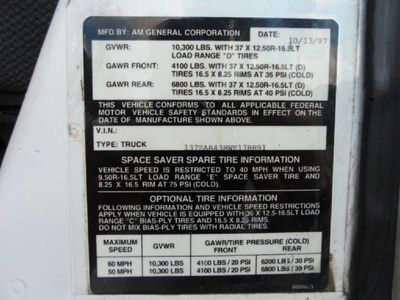 MFD BY: AM GENERAL CORPORATION DATE: 10/13/97
GVWR: 10,300 LBS. WITH 37 X 12.50R-16.5LT
LOAD RANGE "D" TIRES
GAWR FRONT: 4100 LBS. WITH 37 X 12.50R-16.5LT (D)
TIRES 16.5 X 8.25 RIMS AT 35 PSI (COLD)
GAWR REAR: 6800 LBS. WITH 37 X 12.50R-16.5LT (D)
TIRES 16.5 X 8.25 RIMS AT 40 PSI (COLD)
THIS VEHICLE CONFORMS TO ALL APPLICABLE FEDERAL
MOTOR VEHICLE SAFETY STANDARDS IN EFFECT ON THE
DATE OF MANUFACTURE SHOWN ABOVE.
V.I.N.:
TYPE: TRUCK
SPACE SAVER SPARE TIRE INFORMATION
VEHICLE SPEED IS RESTRICTED TO 40 MPH WHEN USING
9.50R-16.5LT LOAD RANGE "E" SPACE SAVER TIRE AND
8.25 X 16.5 RIM AT 75 PSI (COLD)
OPTIONAL TIRE INFORMATION
FOLLOWING INFORMATION AND VEHICLE SPEED RESTRICTIONS
APPLY WHEN VEHICLE IS EQUIPPED WITH 36 X 12.5-16.5LT
LOAD RANGE "C" BIAS-PLY TIRES AND 16.5 X 8.25 RIMS.
DO NOT MIX BIAS-PLY TIRES WITH RADIAL TIRES.
MAXIMUM SPEED GVWR GAWR/TIRE PRESSURE (COLD) FRONT REAR
60 MPH 10,300 LBS 4100 LBS / 20 PSI 6200 LBS / 30 PSI
50 MPH 10,300 LBS 4100 LBS / 20 PSI 6800 LBS / 30 PSI